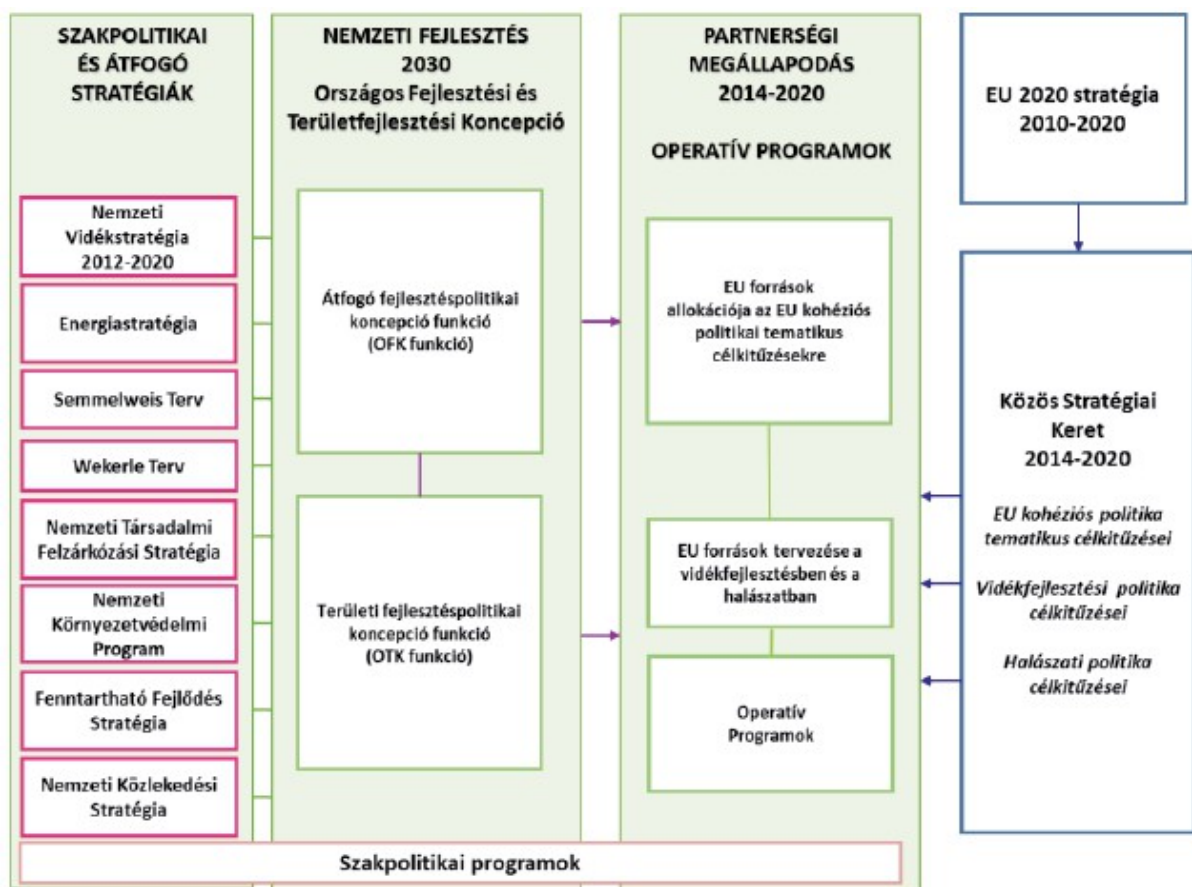 SZAKPOLITIKAI
ÉS ÁTFOGÓ
STRATÉGIÁK
Nemzeti
Vidékstratégia
2012-2020
Energiastratégia
Semmelweis Terv
Wekerle Terv
Nemzeti Társadalmi
Felzárkózási Stratégia
Nemzeti
Környezetvédelmi
Program
Fenntartható Fejlődés
Stratégia
Nemzeti Közlekedési
Stratégia
NEMZETI FEJLESZTÉS
2030
Országos Fejlesztési és
Területfejlesztési Koncepció
Átfogó fejlesztéspolitikai
koncepció funkció
(OFK funkció)
Területi fejlesztéspolitikai
koncepció funkció
(OTK funkció)
PARTNERSÉGI
MEGÁLLAPODÁS
2014-2020
OPERATÍV PROGRAMOK
EU források
allokációja az EU kohéziós
politikai tematikus
célkitűzésekre
EU források tervezése a
vidékfejlesztésben és a
halászatban
Operatív
Programok
EU 2020 stratégia
2010-2020
Közös Stratégiai
Keret
2014-2020
EU kohéziós politika
tematikus célkitűzései
Vidékfejlesztési politika
célkitűzései
Halászati politika
célkitűzései
Szakpolitikai programok